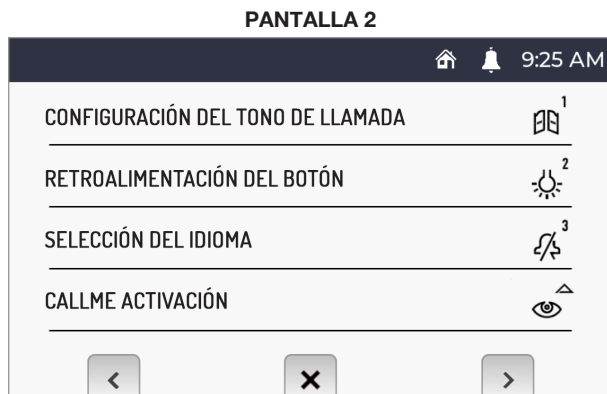 PANTALLA 2
9:25 AM
CONFIGURACIÓN DEL TONO DE LLAMADA 1
RETROALIMENTACIÓN DEL BOTÓN 2
SELECCIÓN DEL IDIOMA 3
CALLME ACTIVACIÓN